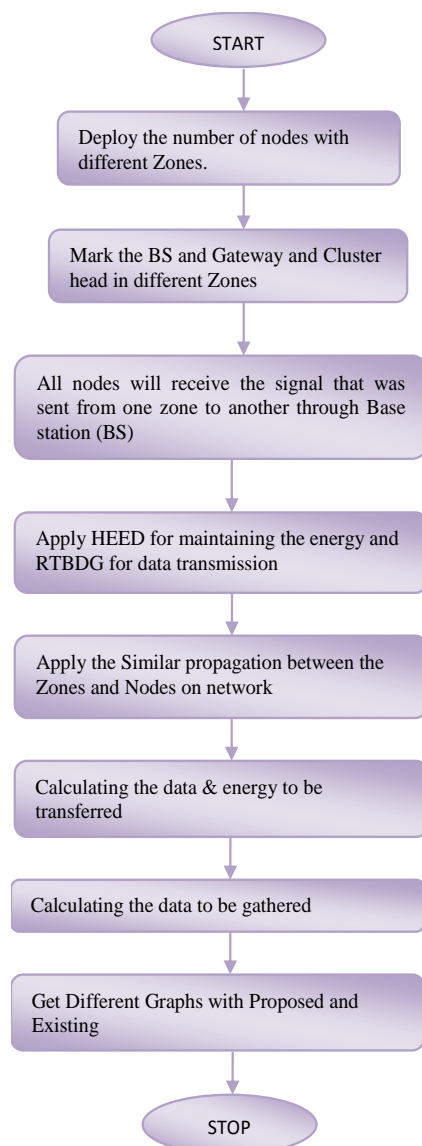 START
Deploy the number of nodes with
different Zones.
Mark the BS and Gateway and Cluster
head in different Zones
All nodes will receive the signal that was
sent from one zone to another through Base
station (BS)
Apply HEED for maintaining the energy and
RTBDG for data transmission
Apply the Similar propagation between the
Zones and Nodes on network
Calculating the data & energy to be
transferred
Calculating the data to be gathered
Get Different Graphs with Proposed and
Existing
STOP